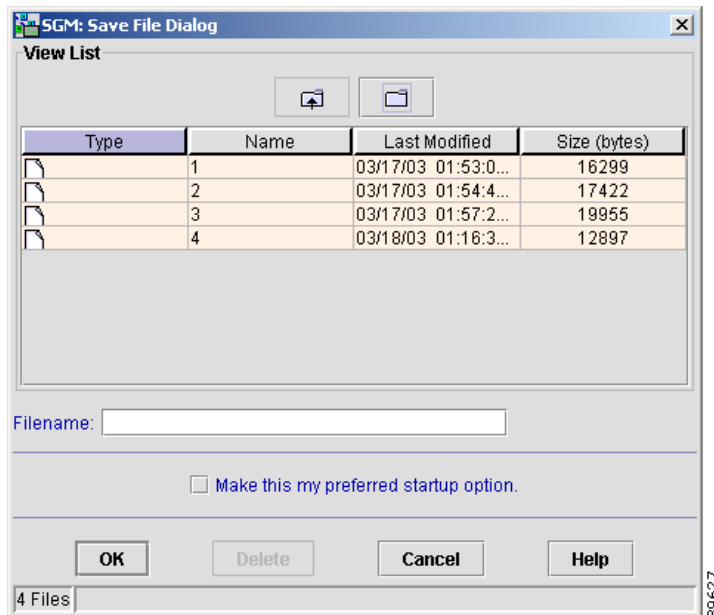 SGM: Save File Dialog
View List
Type Name Last Modified Size (bytes)
1 03/17/03 01:53:0... 16299
2 03/17/03 01:54:4... 17422
3 03/17/03 01:57:2... 19955
4 03/18/03 01:16:3... 12897
Filename:
Make this my preferred startup option.
OK Delete Cancel Help
4 Files